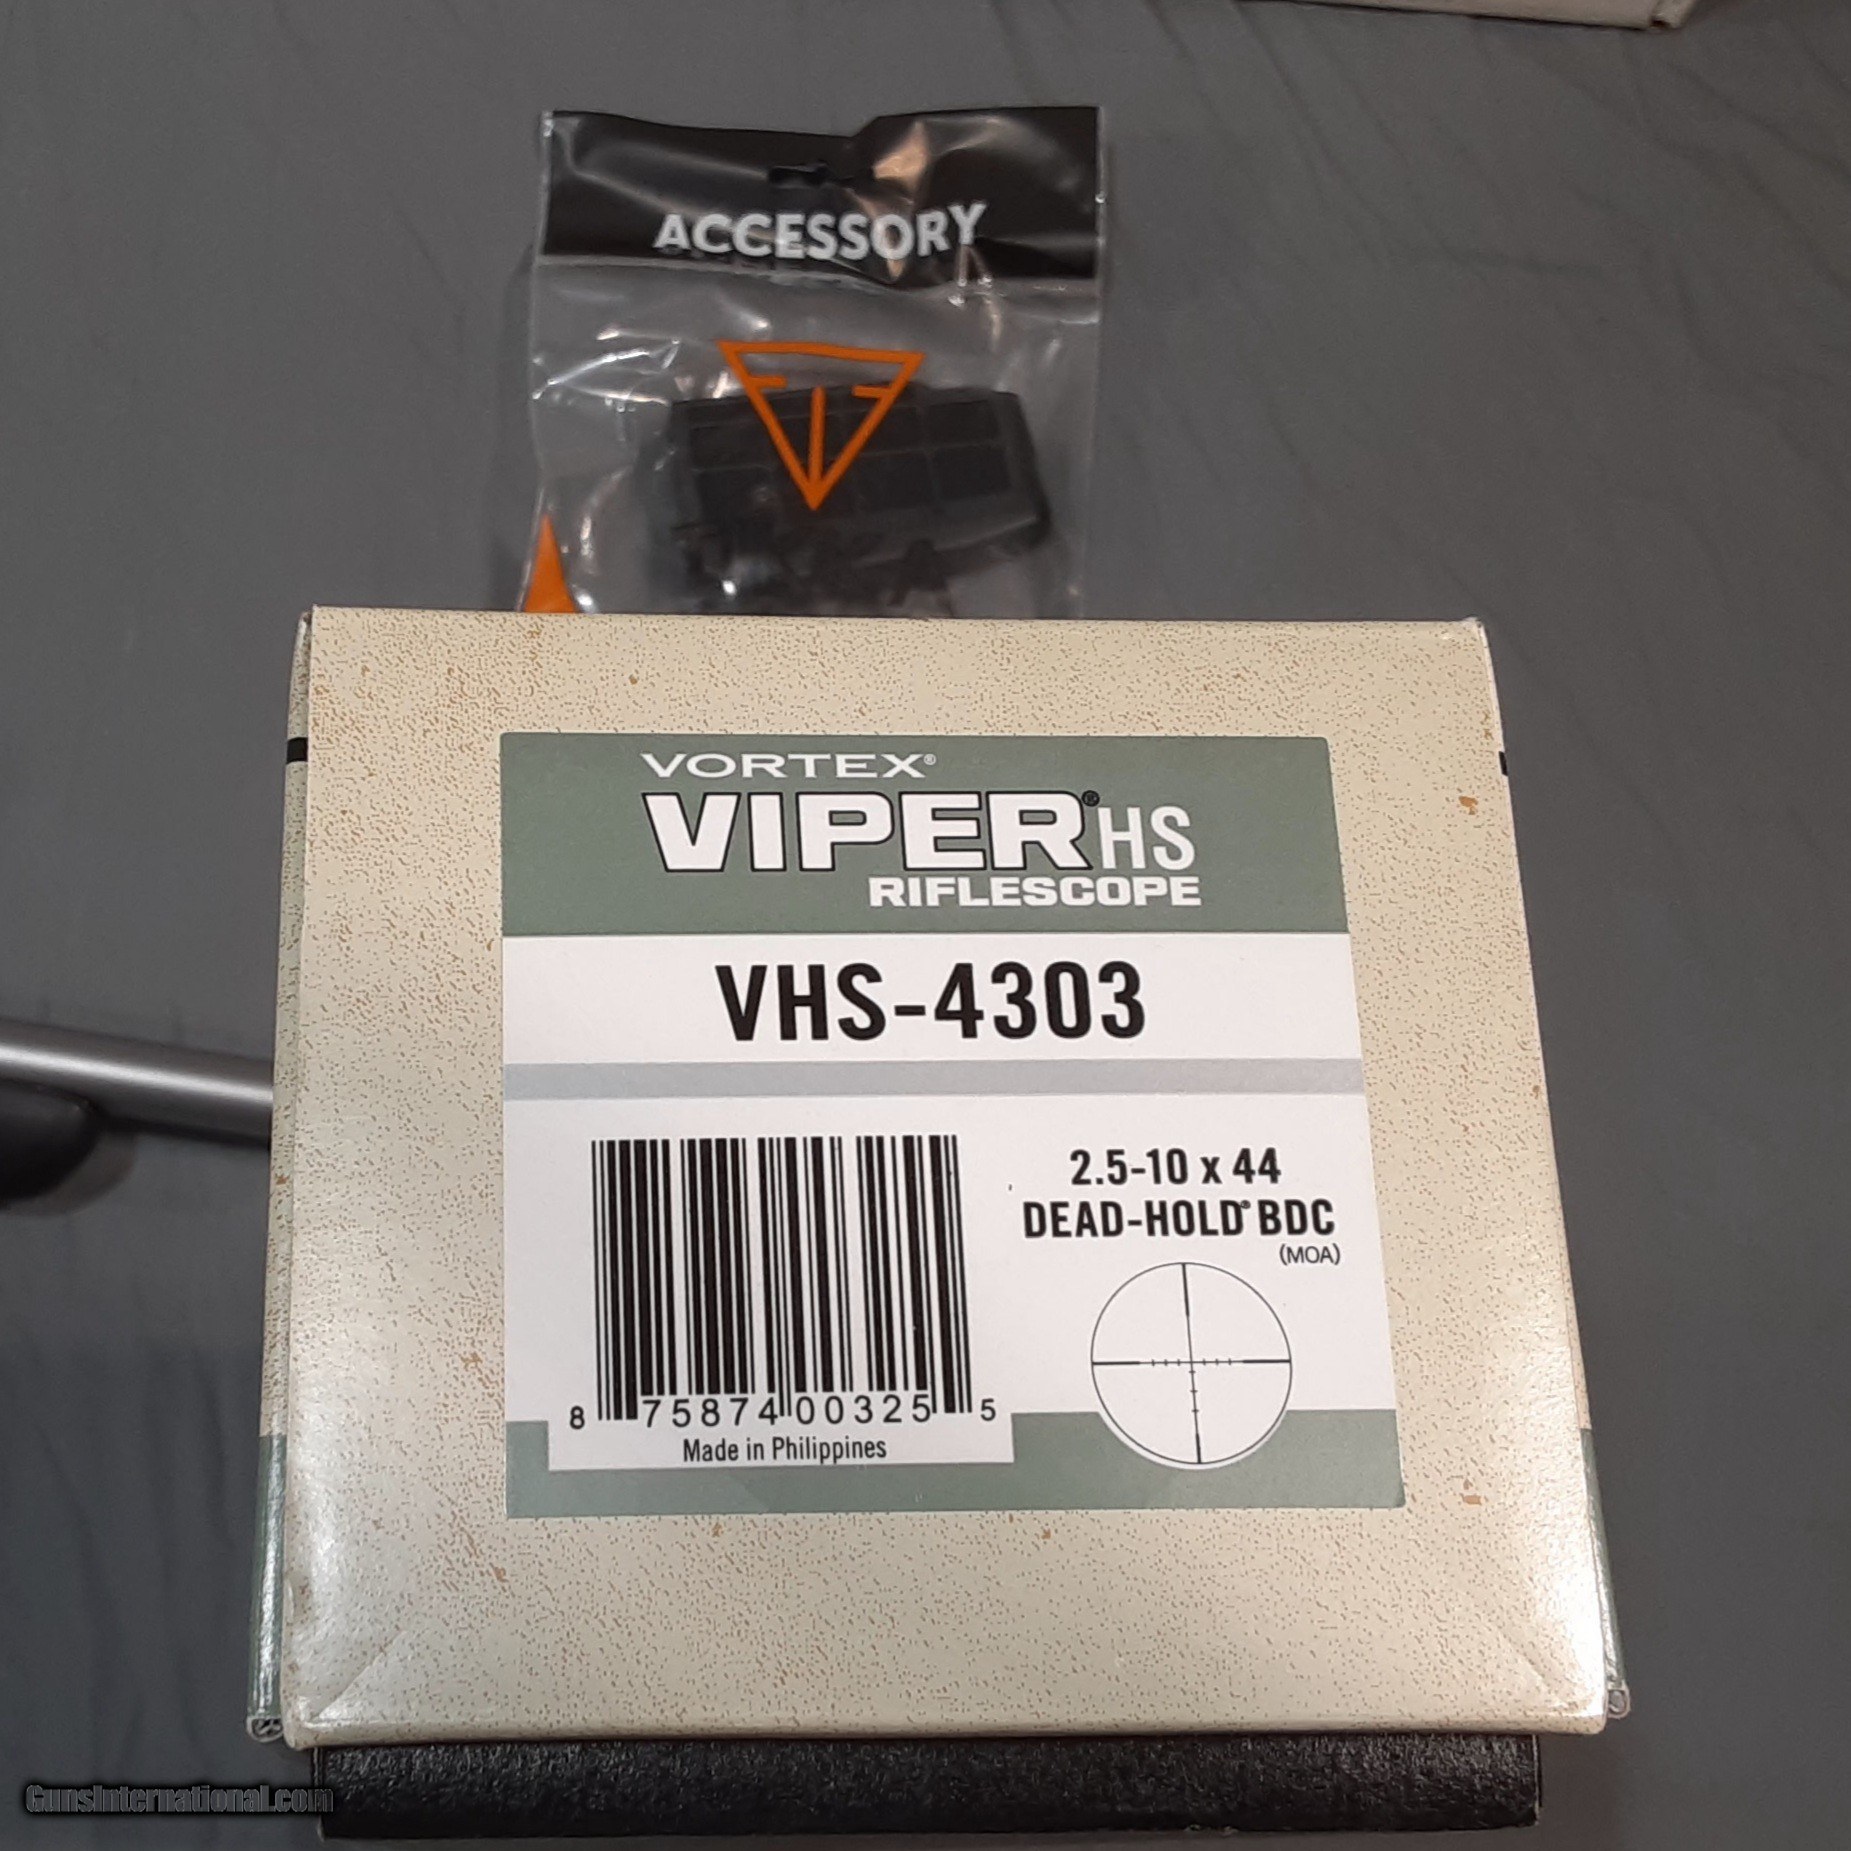 ACCESSORY
VORTEX®
VIPER® HS
RIFLESCOPE
VHS-4303
2.5-10 x 44
DEAD-HOLD® BDC
(MOA)
8 75874 00325 5
Made in Philippines
GunsInternational.com